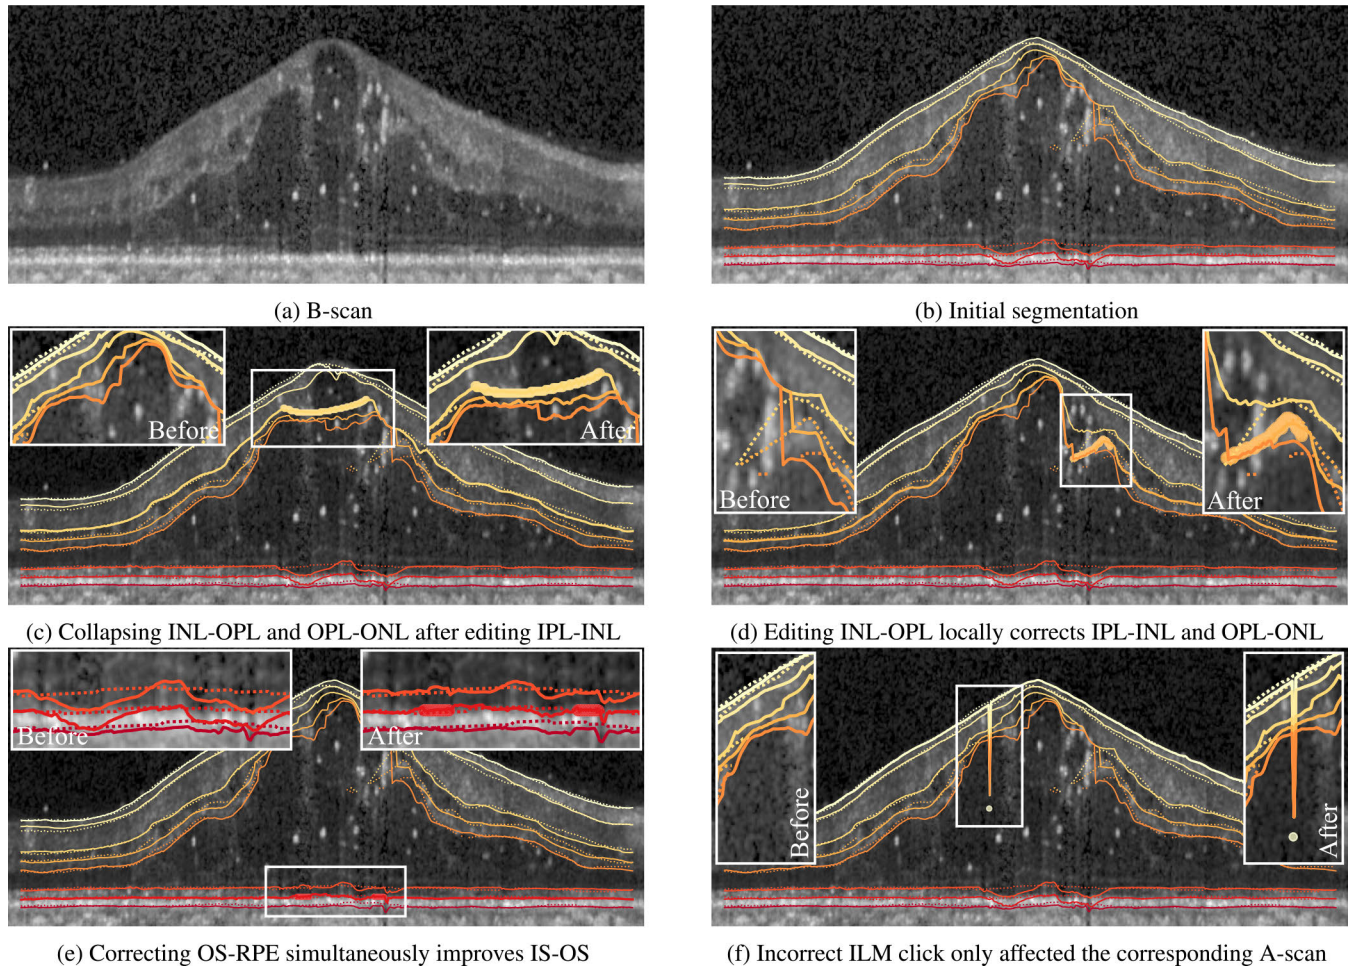 (a) B-scan
(b) Initial segmentation
Before
After
(c) Collapsing INL-OPL and OPL-ONL after editing IPL-INL
Before
After
(d) Editing INL-OPL locally corrects IPL-INL and OPL-ONL
Before
After
(e) Correcting OS-RPE simultaneously improves IS-OS
Before
After
(f) Incorrect ILM click only affected the corresponding A-scan